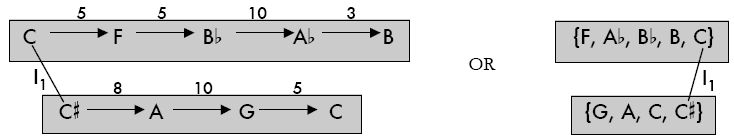 5 5 10 3
C F B♭ A♭ B {F, A♭, B♭, B, C}
OR
I₁ I₁
8 10 5
C♯ A G C {G, A, C, C♯}